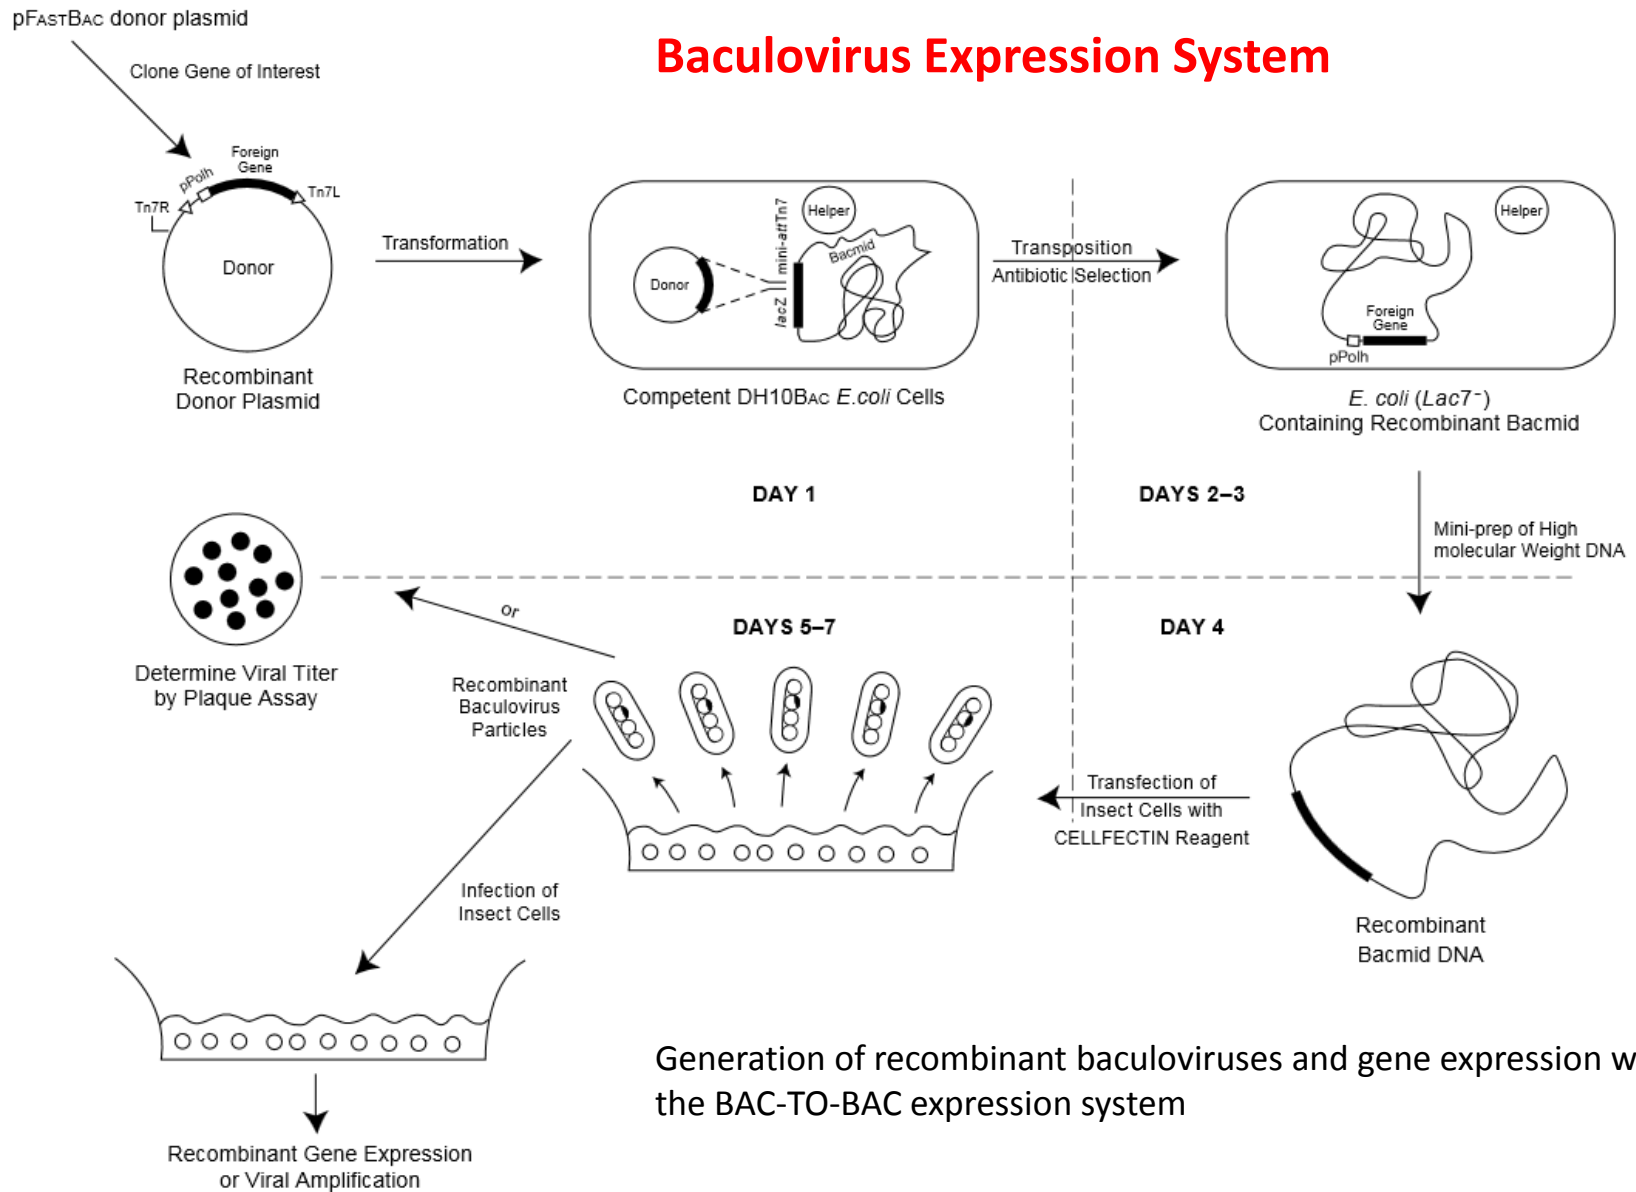 pFASTBAC donor plasmid
Baculovirus Expression System
Clone Gene of Interest
Foreign
Gene
pPolh
Tn7L
Tn7R
Donor
Recombinant
Donor Plasmid
Transformation
Donor
lacZ
mini-attTn7
Helper
Bacmid
Competent DH10BAC E.coli Cells
Transposition
Antibiotic Selection
Helper
Foreign
Gene
pPolh
E. coli (Lac7⁻)
Containing Recombinant Bacmid
DAY 1
DAYS 2–3
Mini-prep of High
molecular Weight DNA
or
DAYS 5–7
DAY 4
Determine Viral Titer
by Plaque Assay
Recombinant
Baculovirus
Particles
Transfection of
Insect Cells with
CELLFECTIN Reagent
Infection of
Insect Cells
Recombinant
Bacmid DNA
Generation of recombinant baculoviruses and gene expression w
the BAC-TO-BAC expression system
Recombinant Gene Expression
or Viral Amplification